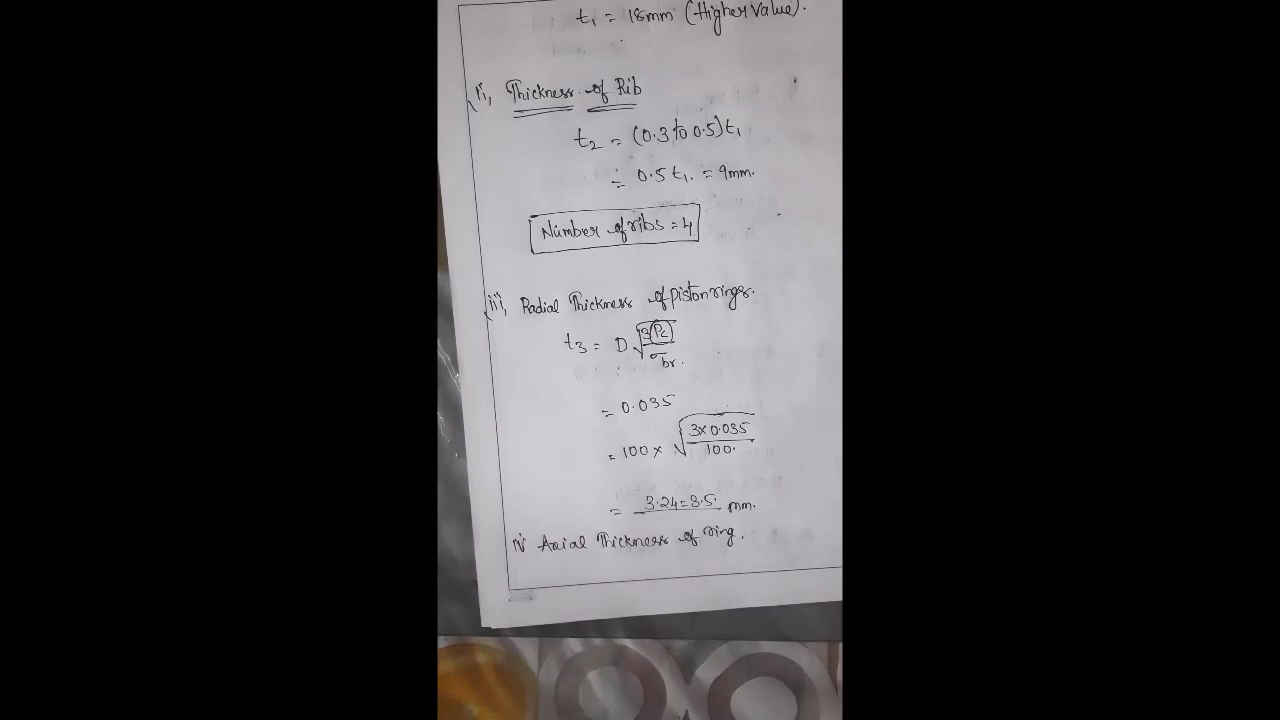 t₁ = 18mm (Higher Value).
ii, Thickness of Rib
t₂ = (0.3 to 0.5)t₁
= 0.5 t₁. = 9mm.
Number of ribs = 4
iii, Radial Thickness of piston rings.
t₃ = D √(3Pc / σbr.)
= 0.035
= 100 × √(3×0.035 / 100.)
= 3.24 = 3.5. mm.
iv Axial Thickness of ring.